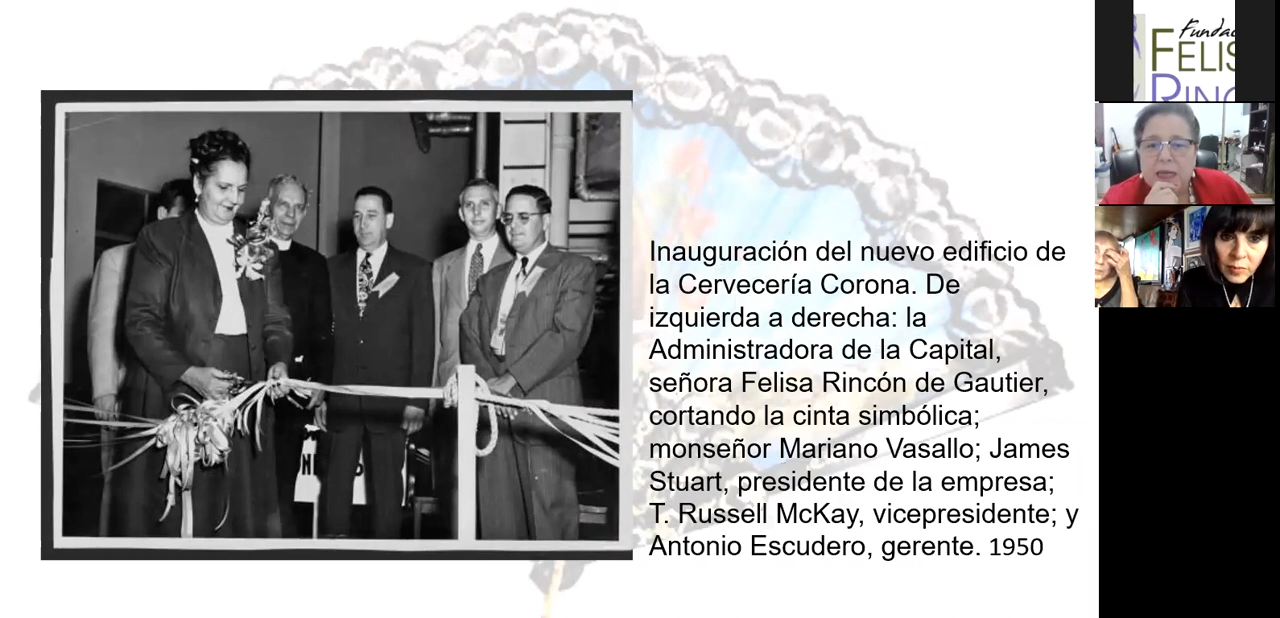 Inauguración del nuevo edificio de
la Cervecería Corona. De
izquierda a derecha: la
Administradora de la Capital,
señora Felisa Rincón de Gautier,
cortando la cinta simbólica;
monseñor Mariano Vasallo; James
Stuart, presidente de la empresa;
T. Russell McKay, vicepresidente; y
Antonio Escudero, gerente. 1950